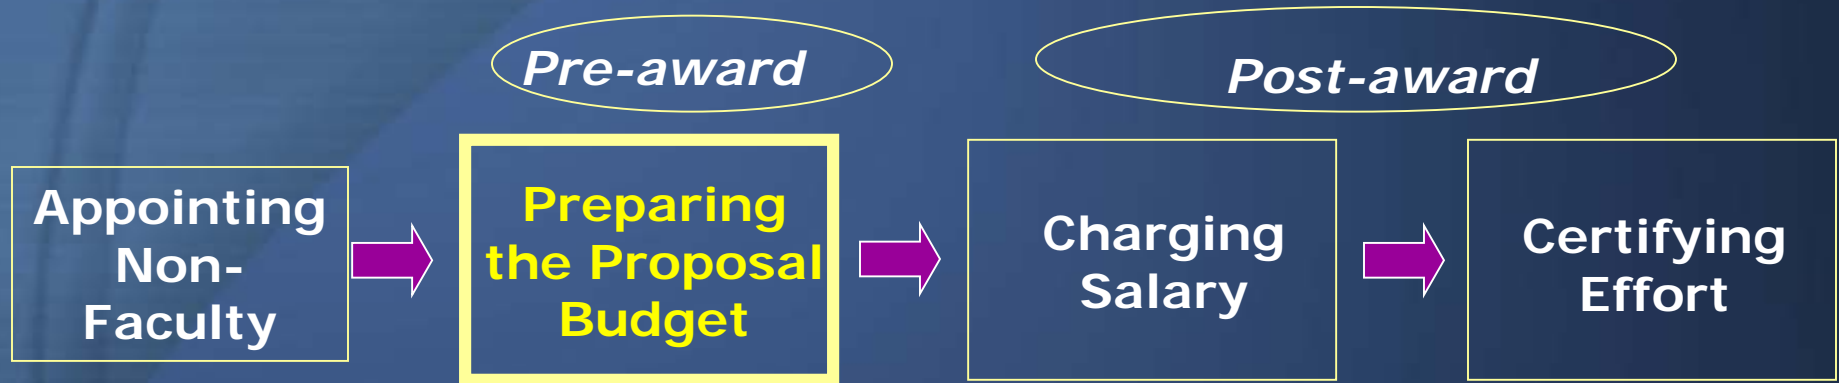 Pre-award
Post-award
Appointing
Non-
Faculty
Preparing
the Proposal
Budget
Charging
Salary
Certifying
Effort